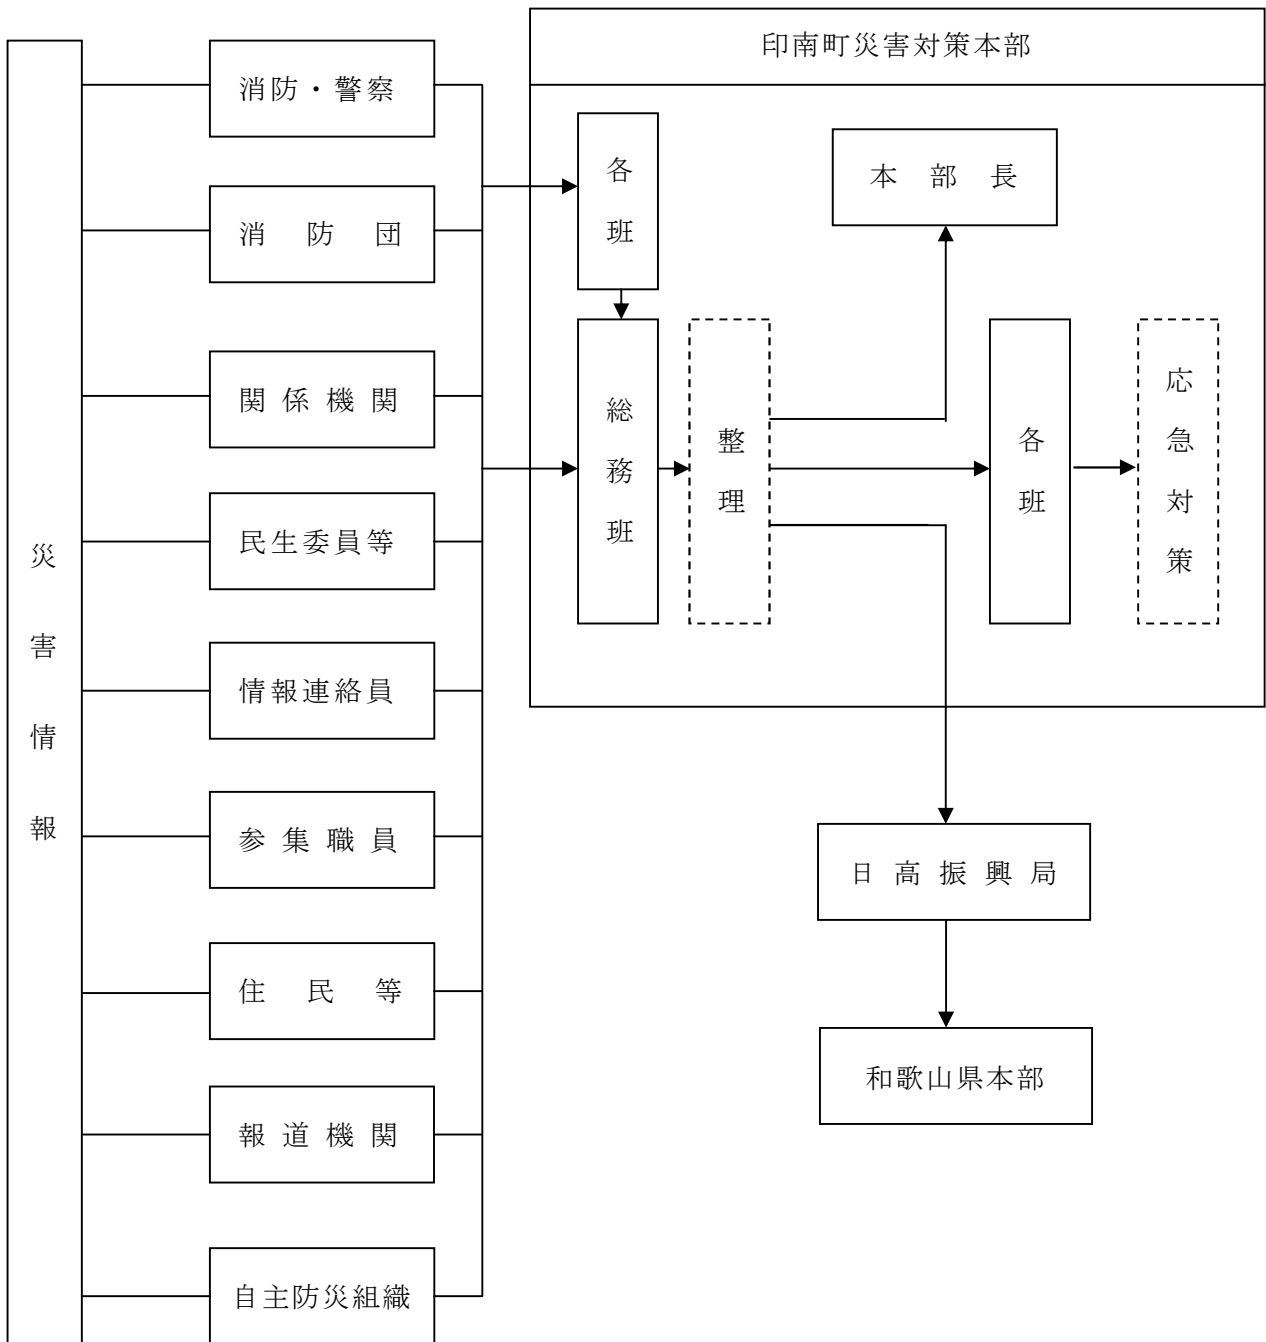 災害情報
消防・警察
消防団
関係機関
民生委員等
情報連絡員
参集職員
住民等
報道機関
自主防災組織
印南町災害対策本部
各班
本部長
総務班
整理
各班
応急対策
日高振興局
和歌山県本部